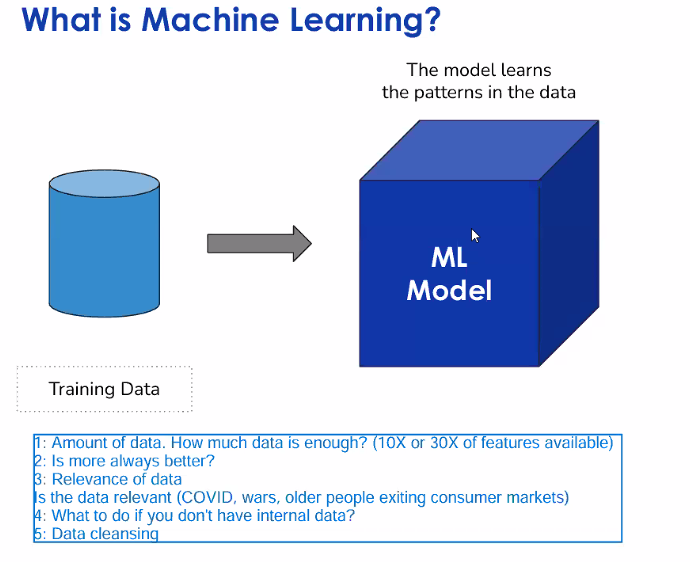 What is Machine Learning?
The model learns
the patterns in the data
ML
Model
Training Data
1: Amount of data. How much data is enough? (10X or 30X of features available)
2: Is more always better?
3: Relevance of data
Is the data relevant (COVID, wars, older people exiting consumer markets)
4: What to do if you don't have internal data?
5: Data cleansing